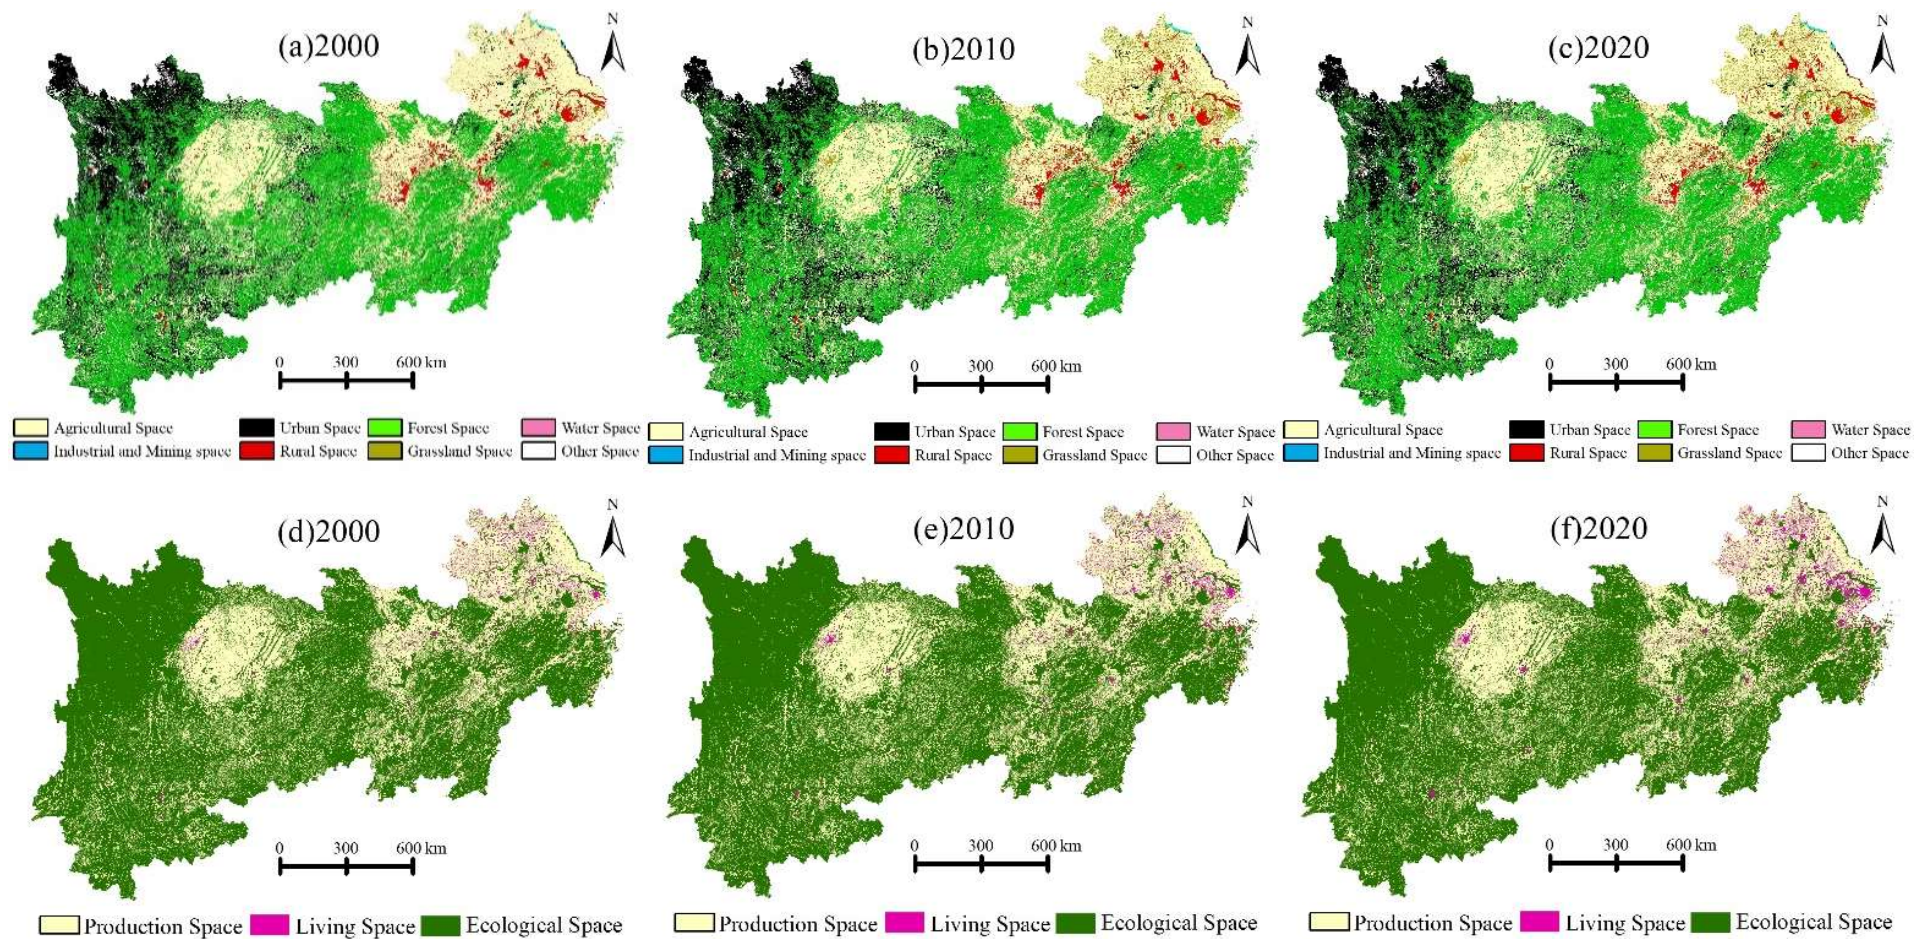 (a)2000
N
(b)2010
N
(c)2020
N
0 300 600 km
0 300 600 km
0 300 600 km
Agricultural Space Urban Space Forest Space Water Space
Industrial and Mining space Rural Space Grassland Space Other Space
Agricultural Space Urban Space Forest Space Water Space
Industrial and Mining space Rural Space Grassland Space Other Space
Agricultural Space Urban Space Forest Space Water Space
Industrial and Mining space Rural Space Grassland Space Other Space
(d)2000
N
(e)2010
N
(f)2020
N
0 300 600 km
0 300 600 km
0 300 600 km
Production Space Living Space Ecological Space
Production Space Living Space Ecological Space
Production Space Living Space Ecological Space